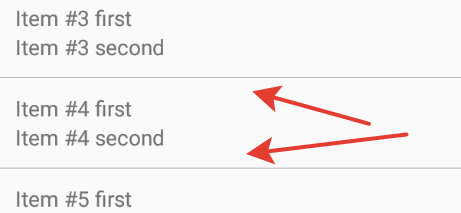 Item #3 first
Item #3 second
Item #4 first
Item #4 second
Item #5 first